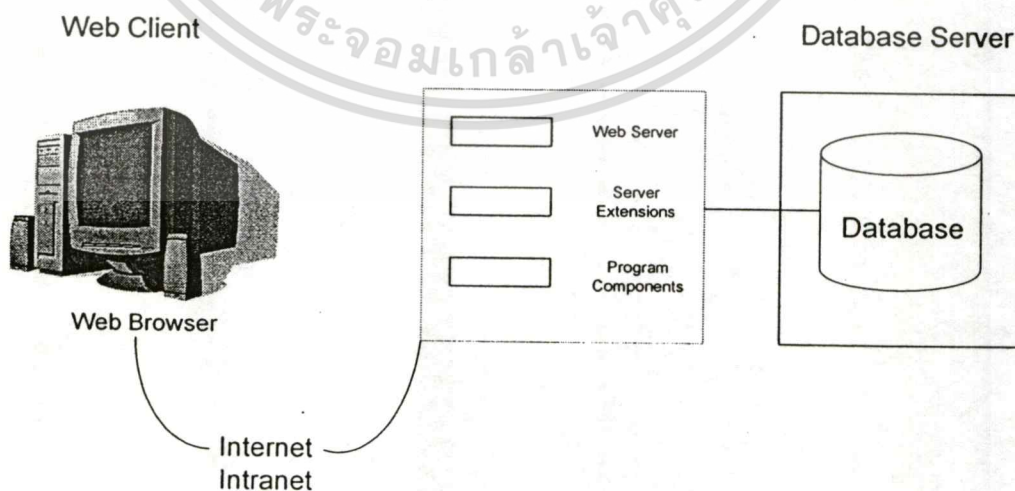 พระจอมเกล้าเจ้าคุ
Web Client
Database Server
Web Server
Server
Extensions
Program
Components
Database
Web Browser
Internet
Intranet